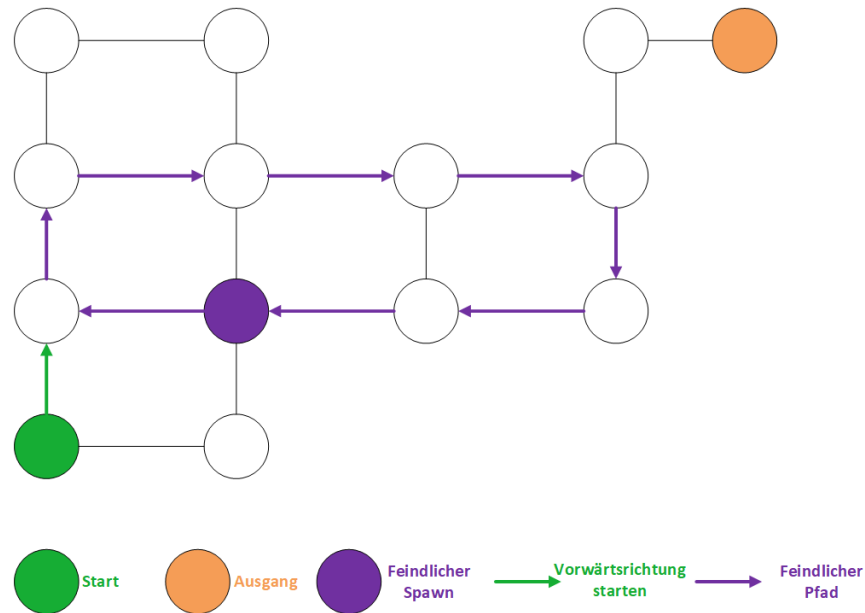 Start
Ausgang
Feindlicher
Spawn
Vorwärtsrichtung
starten
Feindlicher
Pfad